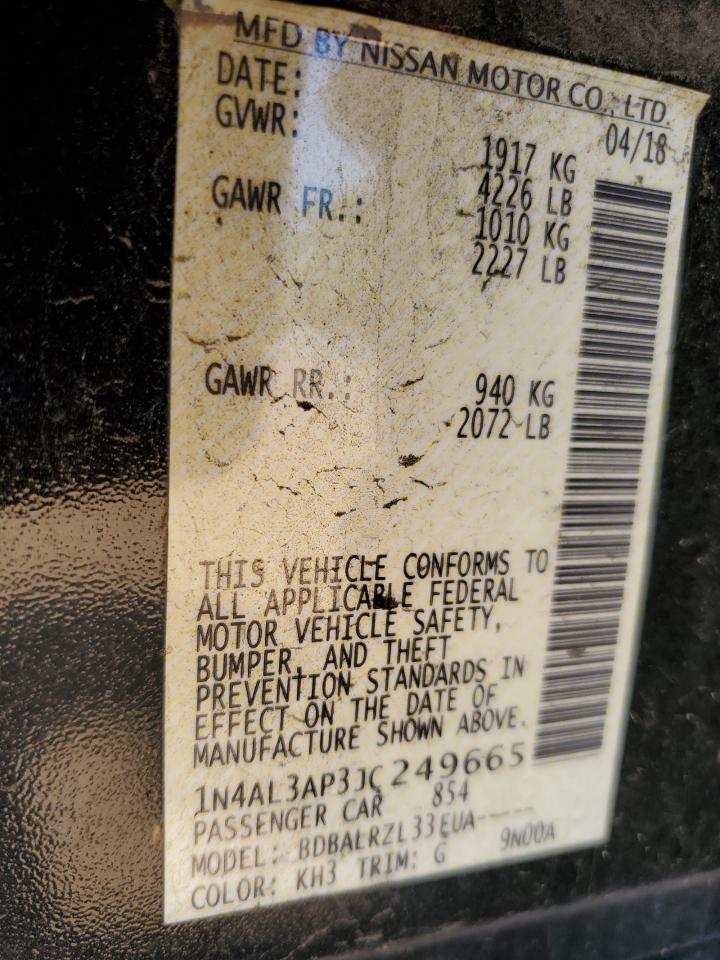 MFD BY NISSAN MOTOR CO., LTD.
DATE: 04/18
GVWR: 1917 KG
4226 LB
GAWR FR.: 1010 KG
2227 LB
GAWR RR.: 940 KG
2072 LB
THIS VEHICLE CONFORMS TO
ALL APPLICABLE FEDERAL
MOTOR VEHICLE SAFETY,
BUMPER, AND THEFT
PREVENTION STANDARDS IN
EFFECT ON THE DATE OF
MANUFACTURE SHOWN ABOVE.
1N4AL3AP3JC249665
PASSENGER CAR 854
MODEL: BDBALRZL33EUA-----
COLOR: KH3 TRIM: G 9N00A